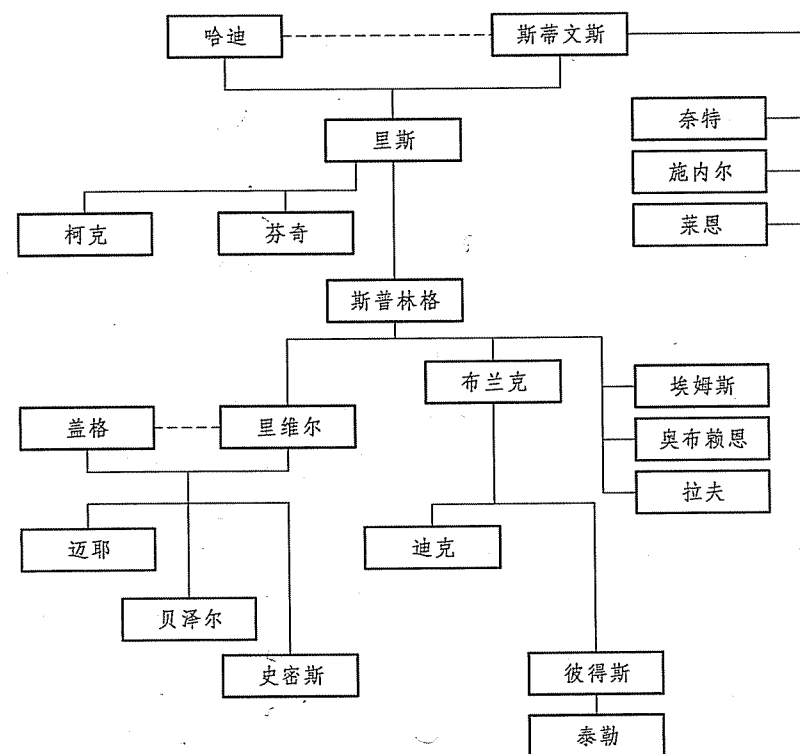 哈迪
斯蒂文斯
奈特
里斯
施内尔
柯克
芬奇
莱恩
斯普林格
布兰克
埃姆斯
盖格
里维尔
奥布赖恩
拉夫
迈耶
迪克
贝泽尔
史密斯
彼得斯
泰勒